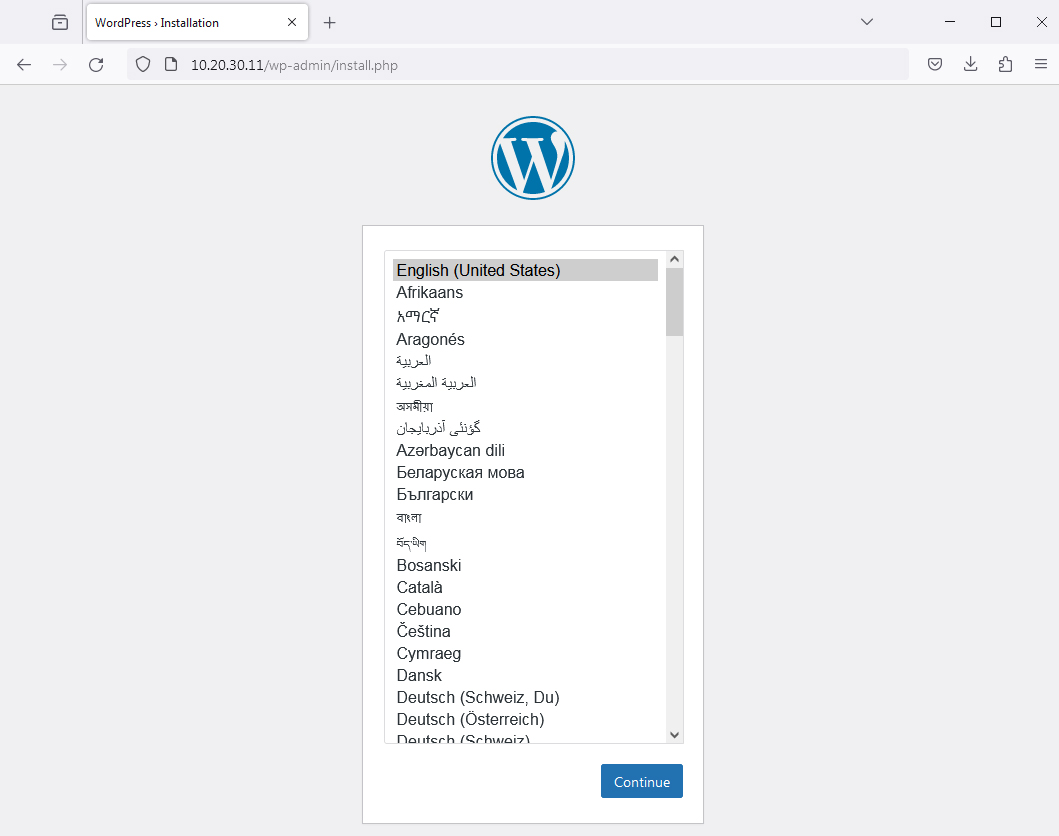 WordPress › Installation
10.20.30.11/wp-admin/install.php
English (United States)
Afrikaans
አማርኛ
Aragonés
العربية
العربية المغربية
অসমীয়া
گؤنئی آذربایجان
Azərbaycan dili
Беларуская мова
Български
বাংলা
བོད་ཡིག
Bosanski
Català
Cebuano
Čeština
Cymraeg
Dansk
Deutsch (Schweiz, Du)
Deutsch (Österreich)
Deutsch (Schweiz)
Continue